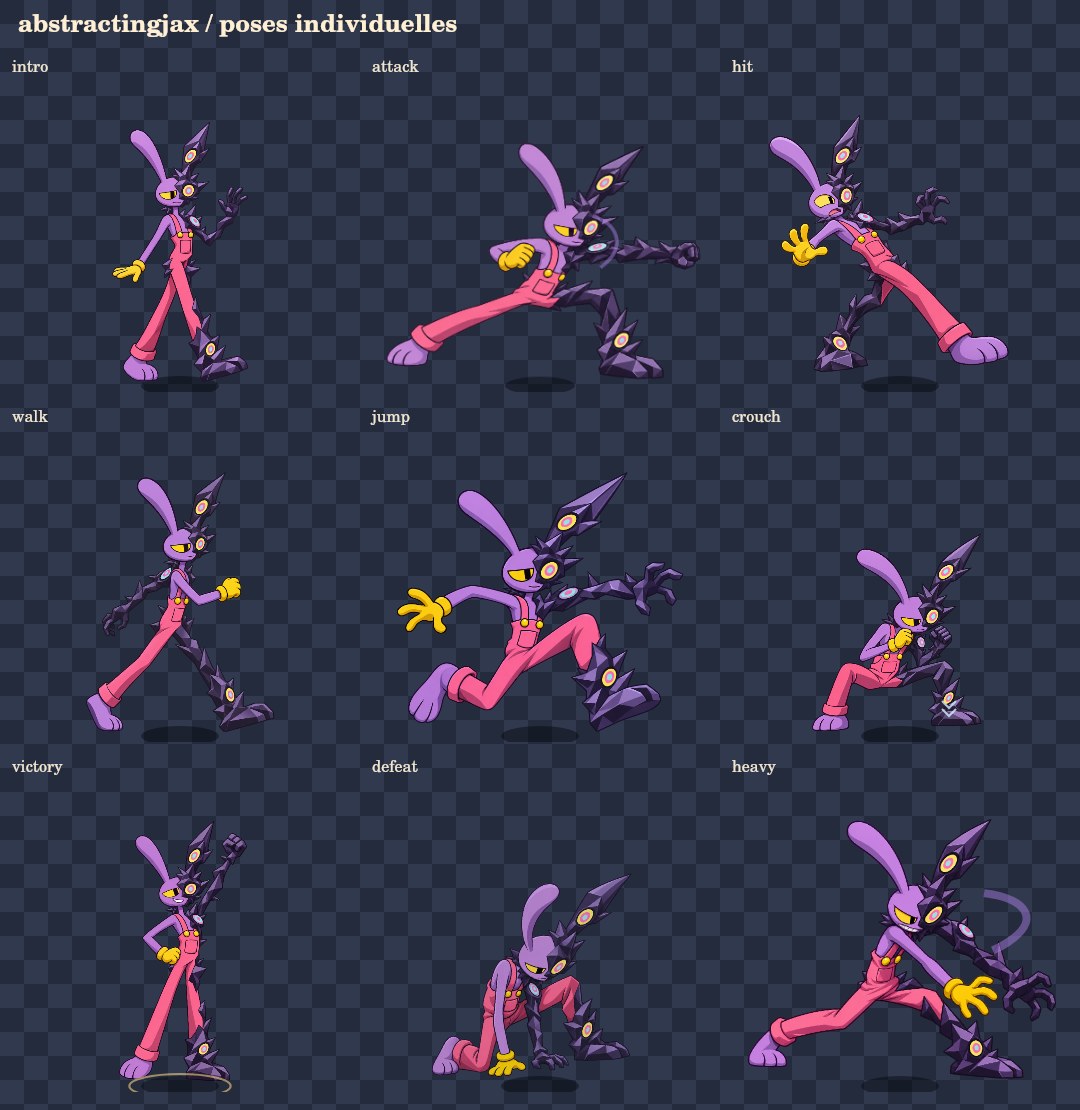 abstractingjax / poses individuelles
intro
attack
hit
walk
jump
crouch
victory
defeat
heavy